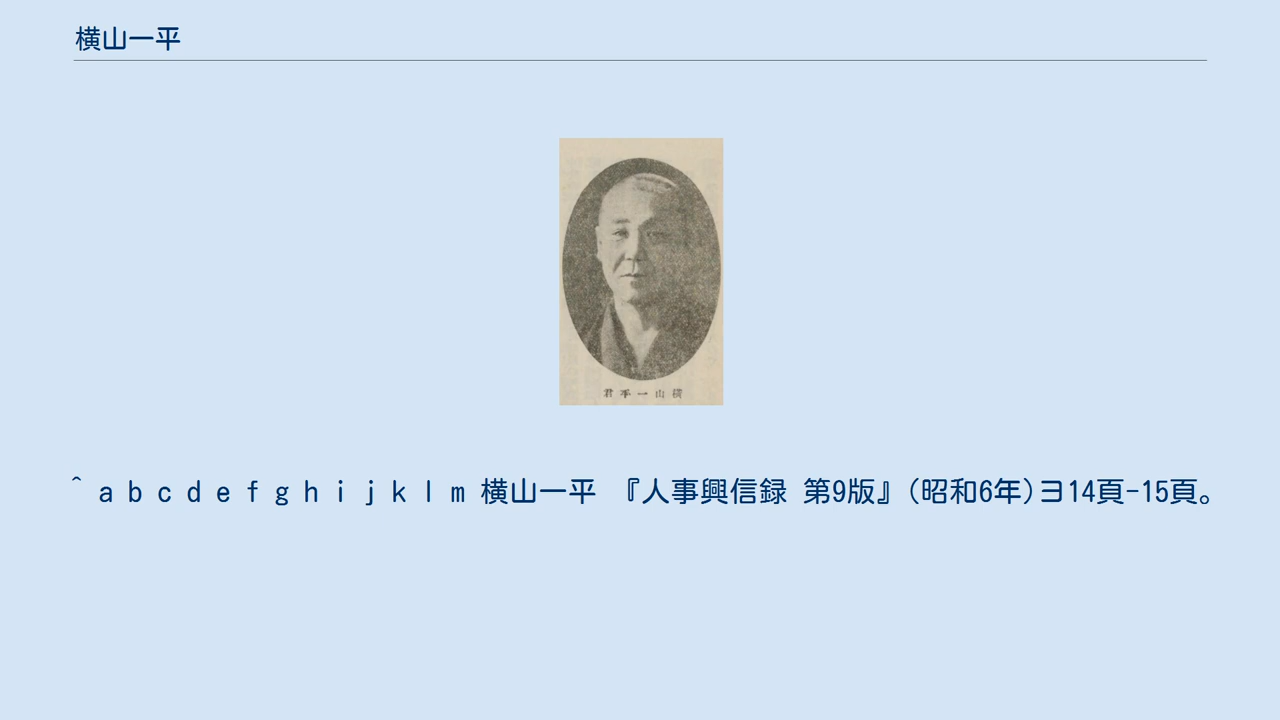 横山一平
君平一山横
^ a b c d e f g h i j k l m 横山一平 『人事興信録 第9版』(昭和6年)ヨ14頁-15頁。